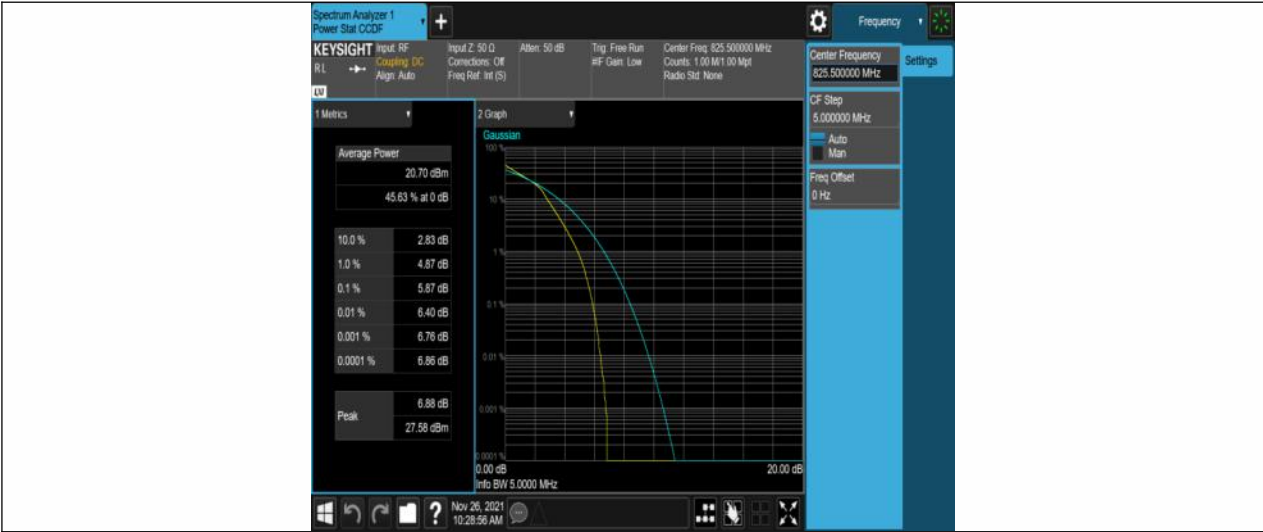 Spectrum Analyzer 1
Power Stat CCDF
+
Frequency
KEYSIGHT
RL
LV
Input: RF
Coupling: DC
Align: Auto
Input Z: 50 Ω
Corrections: Off
Freq Ref: Int (S)
Atten: 50 dB
Trig: Free Run
#IF Gain: Low
Center Freq: 825.500000 MHz
Counts: 1.00 M/1.00 Mpt
Radio Std: None
Center Frequency
825.500000 MHz
Settings
CF Step
5.000000 MHz
Auto
Man
Freq Offset
0 Hz
1 Metrics
Average Power
20.70 dBm
45.63 % at 0 dB
10.0 % 2.83 dB
1.0 % 4.87 dB
0.1 % 5.87 dB
0.01 % 6.40 dB
0.001 % 6.76 dB
0.0001 % 6.86 dB
Peak
6.88 dB
27.58 dBm
2 Graph
Gaussian
100 %
10 %
1 %
0.1 %
0.01 %
0.001 %
0.0001 %
0.00 dB 20.00 dB
Info BW 5.0000 MHz
?
Nov 26, 2021
10:28:56 AM